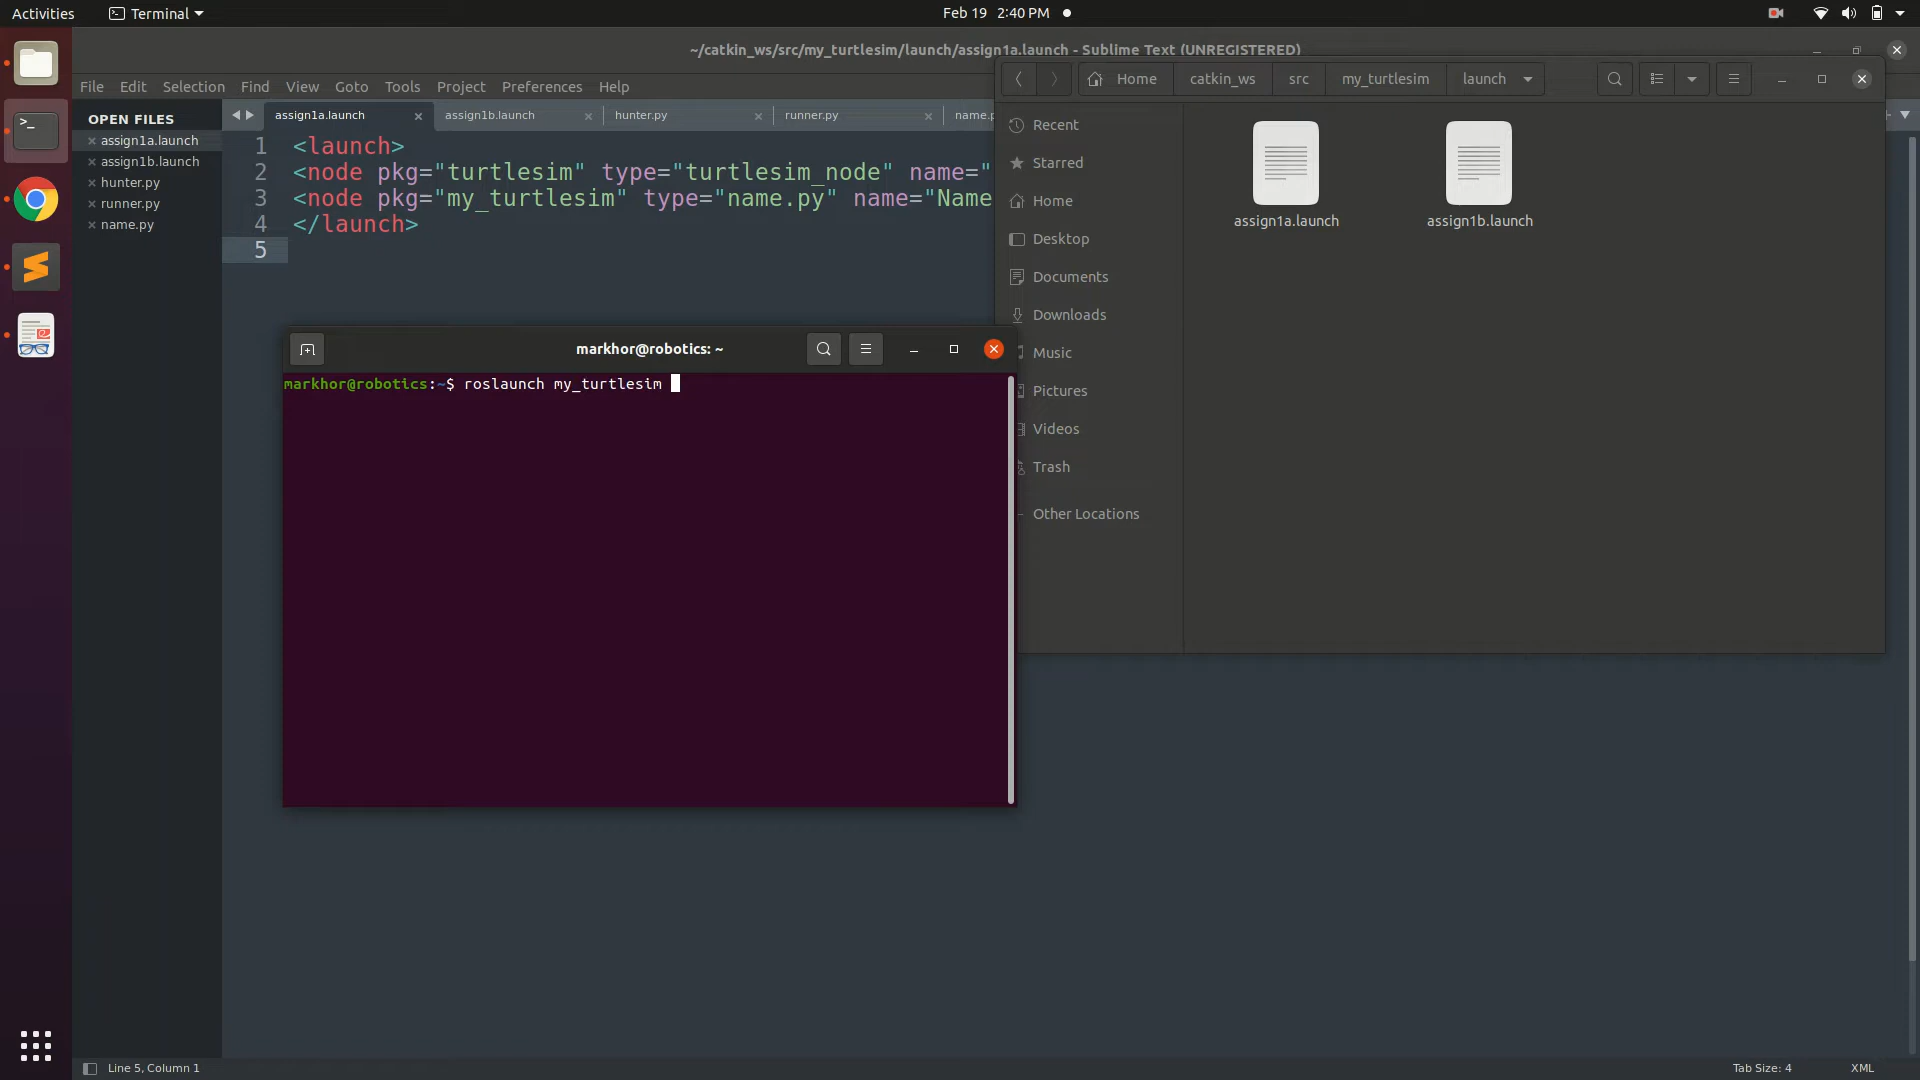 Activities
Terminal
Feb 19 2:40 PM
~/catkin_ws/src/my_turtlesim/launch/assign1a.launch - Sublime Text (UNREGISTERED)
File Edit Selection Find View Goto Tools Project Preferences Help
OPEN FILES
assign1a.launch
assign1b.launch
hunter.py
runner.py
name.py
assign1a.launch
assign1b.launch
hunter.py
runner.py
name.p
1 <launch>
2 <node pkg="turtlesim" type="turtlesim_node" name="
3 <node pkg="my_turtlesim" type="name.py" name="Name
4 </launch>
5
Home catkin_ws src my_turtlesim launch
Recent
Starred
Home
Desktop
Documents
Downloads
Music
Pictures
Videos
Trash
Other Locations
assign1a.launch
assign1b.launch
markhor@robotics: ~
markhor@robotics:~$ roslaunch my_turtlesim
Line 5, Column 1
Tab Size: 4
XML